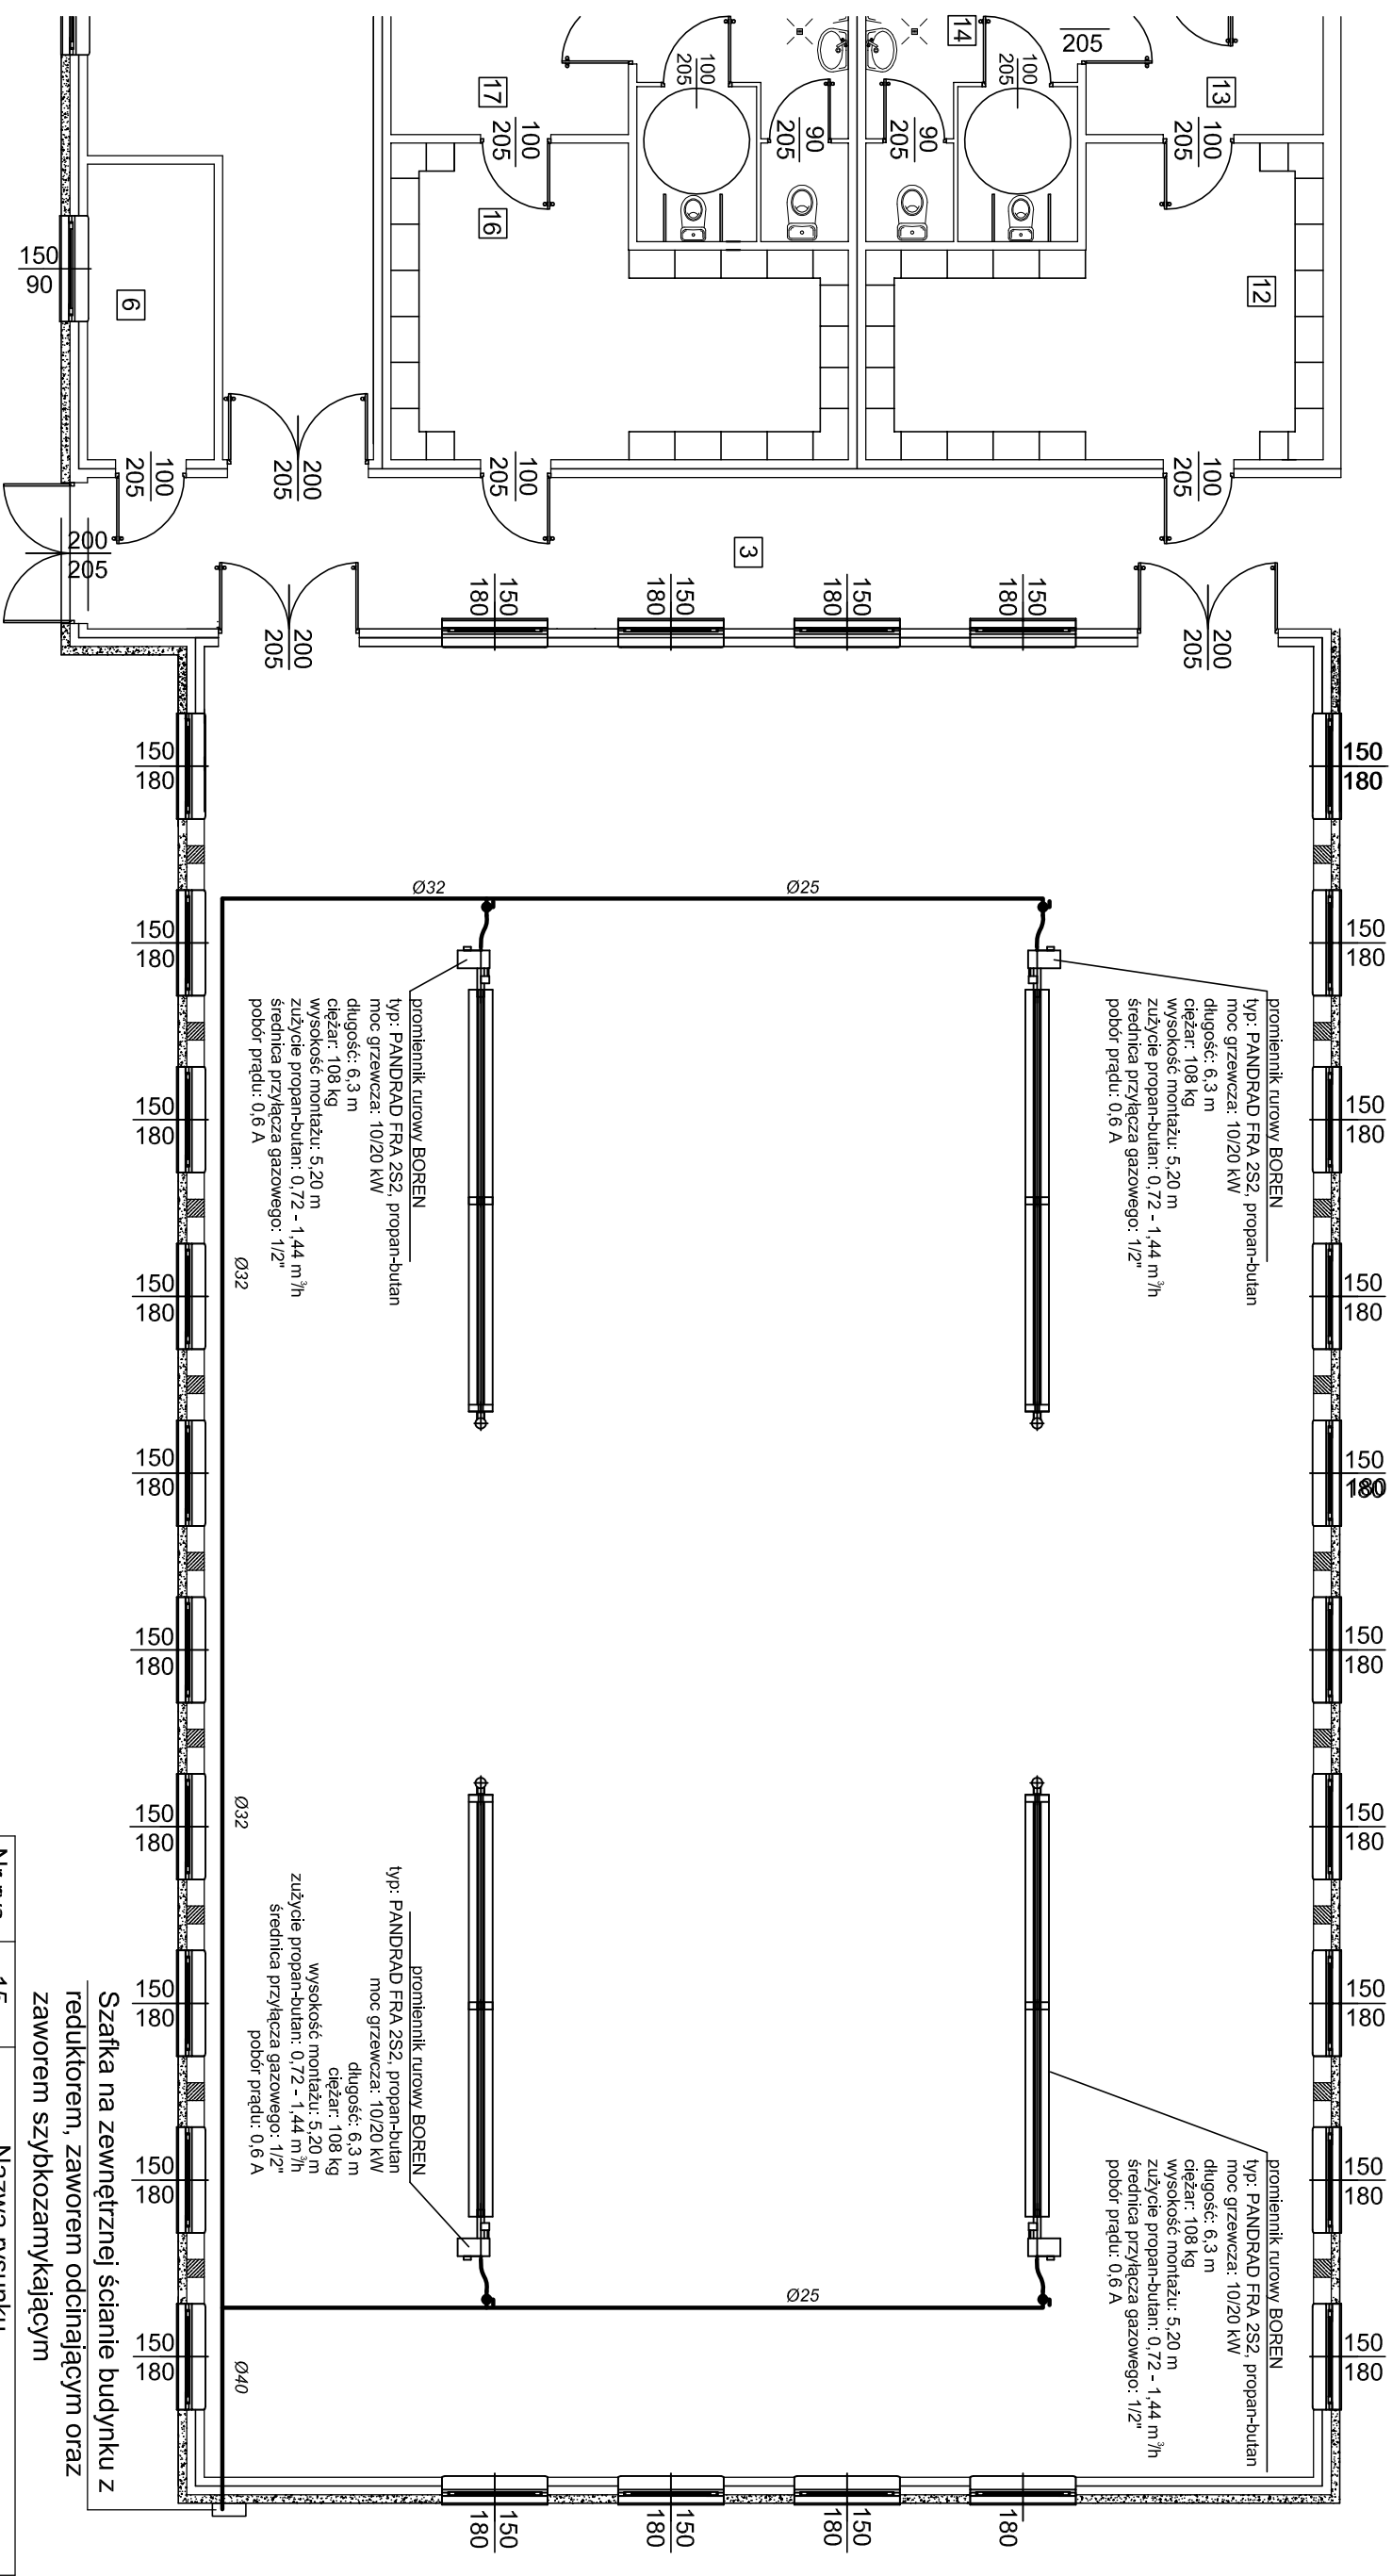 205
14
13
100
205
100
205
17
100
205
90
205
90
205
100
205
16
12
6
150
90
100
205
200
205
100
205
100
205
200
205
3
200
205
150
180
150
180
150
180
150
180
200
205
150
180
150
180
Ø32
Ø25
150
180
150
180
promiennik rurowy BOREN
typ: PANDRAD FRA 2S2, propan-butan
moc grzewcza: 10/20 kW
długość: 6,3 m
ciężar: 108 kg
wysokość montażu: 5,20 m
zużycie propan-butan: 0,72 - 1,44 m³/h
średnica przyłącza gazowego: 1/2"
pobór prądu: 0,6 A
promiennik rurowy BOREN
typ: PANDRAD FRA 2S2, propan-butan
moc grzewcza: 10/20 kW
długość: 6,3 m
ciężar: 108 kg
wysokość montażu: 5,20 m
zużycie propan-butan: 0,72 - 1,44 m³/h
średnica przyłącza gazowego: 1/2"
pobór prądu: 0,6 A
150
180
150
180
Ø32
150
180
150
180
150
180
150
180
150
180
150
180
Ø32
150
180
150
180
promiennik rurowy BOREN
typ: PANDRAD FRA 2S2, propan-butan
moc grzewcza: 10/20 kW
długość: 6,3 m
ciężar: 108 kg
wysokość montażu: 5,20 m
zużycie propan-butan: 0,72 - 1,44 m³/h
średnica przyłącza gazowego: 1/2"
pobór prądu: 0,6 A
promiennik rurowy BOREN
typ: PANDRAD FRA 2S2, propan-butan
moc grzewcza: 10/20 kW
długość: 6,3 m
ciężar: 108 kg
wysokość montażu: 5,20 m
zużycie propan-butan: 0,72 - 1,44 m³/h
średnica przyłącza gazowego: 1/2"
pobór prądu: 0,6 A
150
180
150
180
150
180
150
180
Ø25
150
180
150
180
Ø40
150
180
150
180
150
180
180
Szafka na zewnętrznej ścianie budynku z
reduktorem, zaworem odcinającym oraz
zaworem szybkozamykającym
Nr rys.
15
Nazwa rysunku